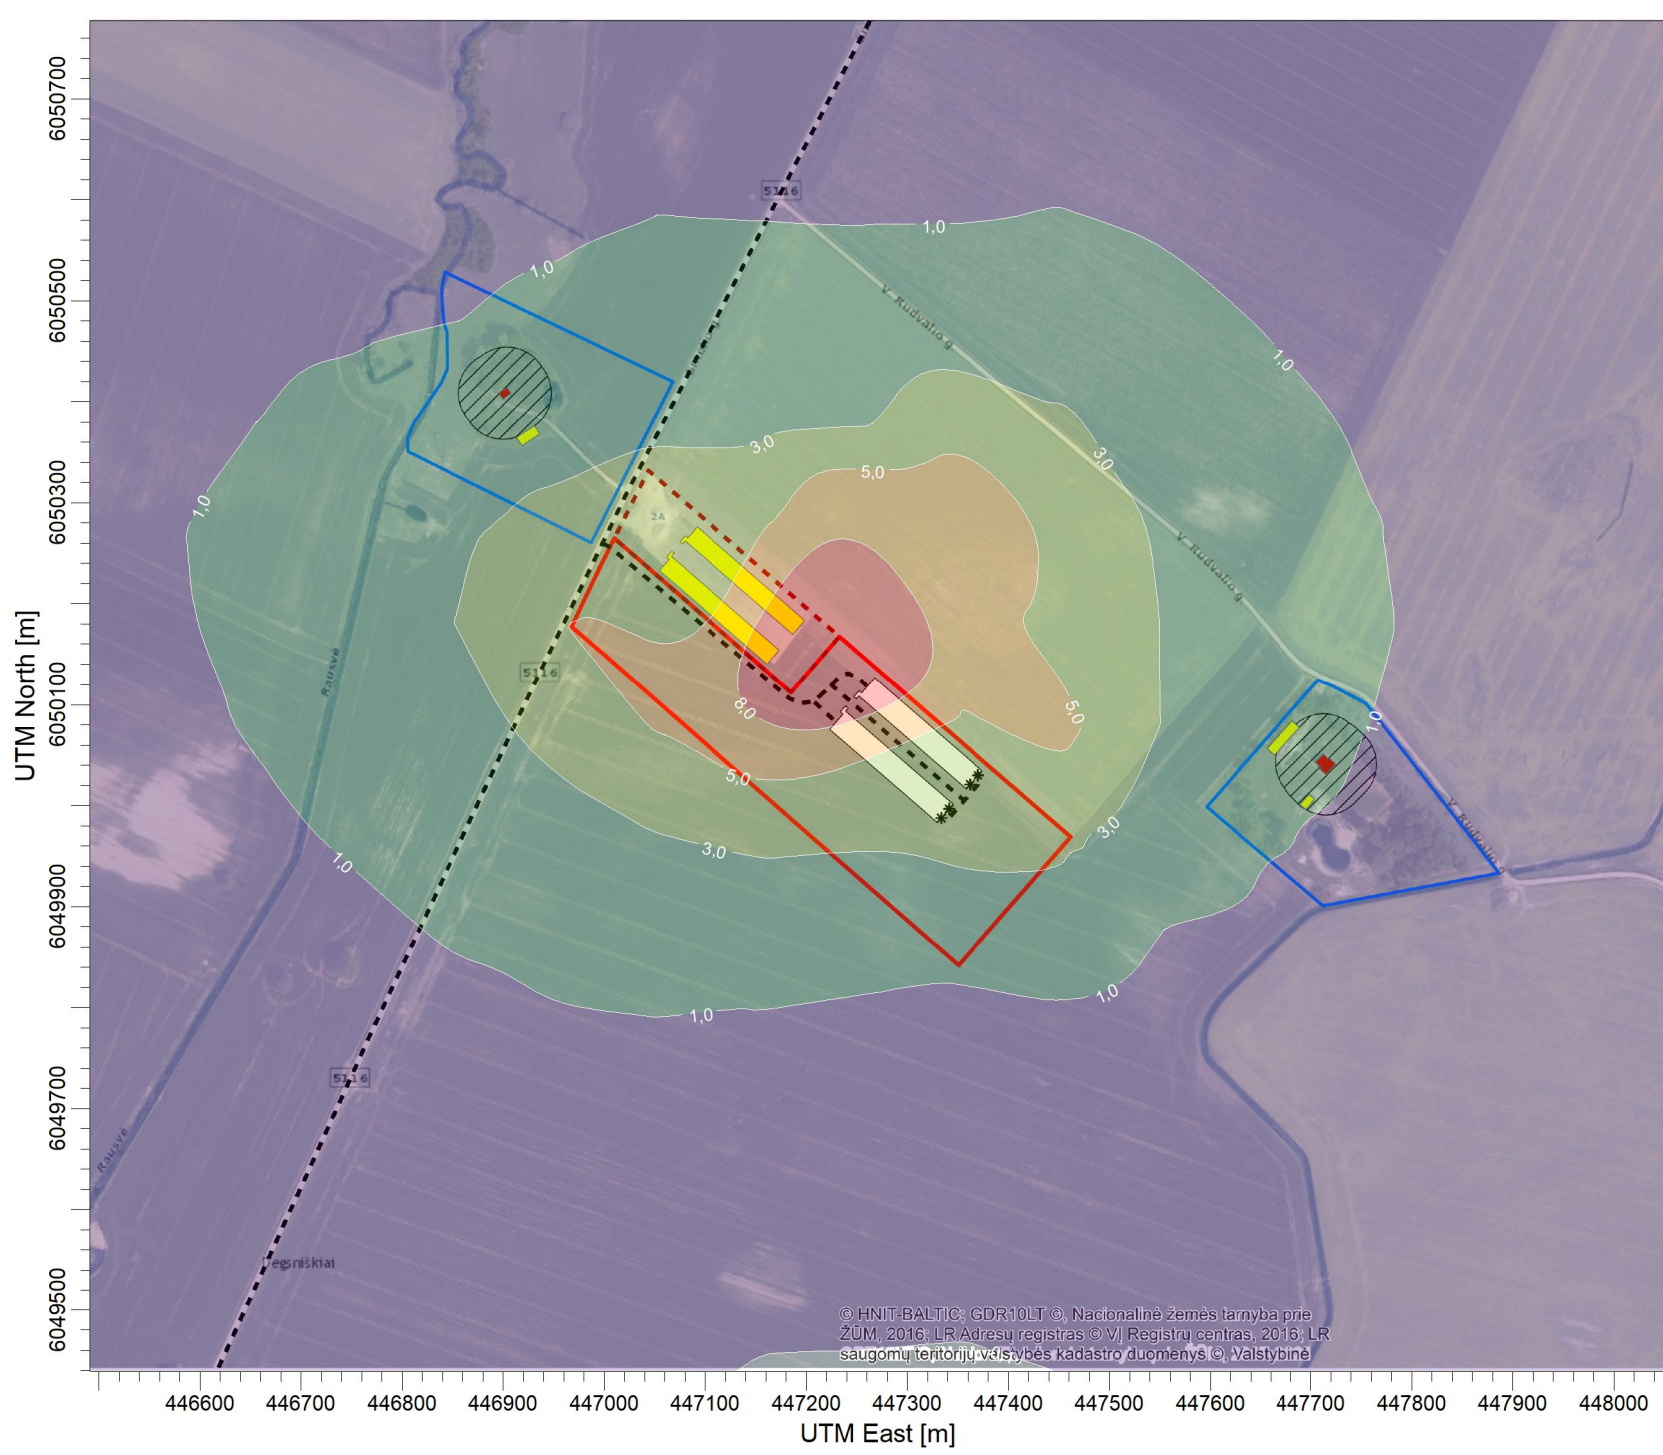 6050700
6050500
6050300
6050100
6049900
6049700
6049500
UTM North [m]
5116
1,0
1,0
V. Rudvalio g
1,0
3,0
3,0
5,0
1,0
2A
V. Rudvalio g
Rausvė
5116
8,0
5,0
1,0
5,0
V. Rudvalio g
3,0
3,0
1,0
1,0
1,0
5116
Rausvė
Degsniškiai
© HNIT-BALTIC; GDR10LT ©, Nacionalinė žemės tarnyba prie
ŽŪM, 2016; LR Adresų registras © VĮ Registrų centras, 2016; LR
saugomų teritorijų valstybės kadastro duomenys ©, Valstybinė
446600 446700 446800 446900 447000 447100 447200 447300 447400 447500 447600 447700 447800 447900 448000
UTM East [m]